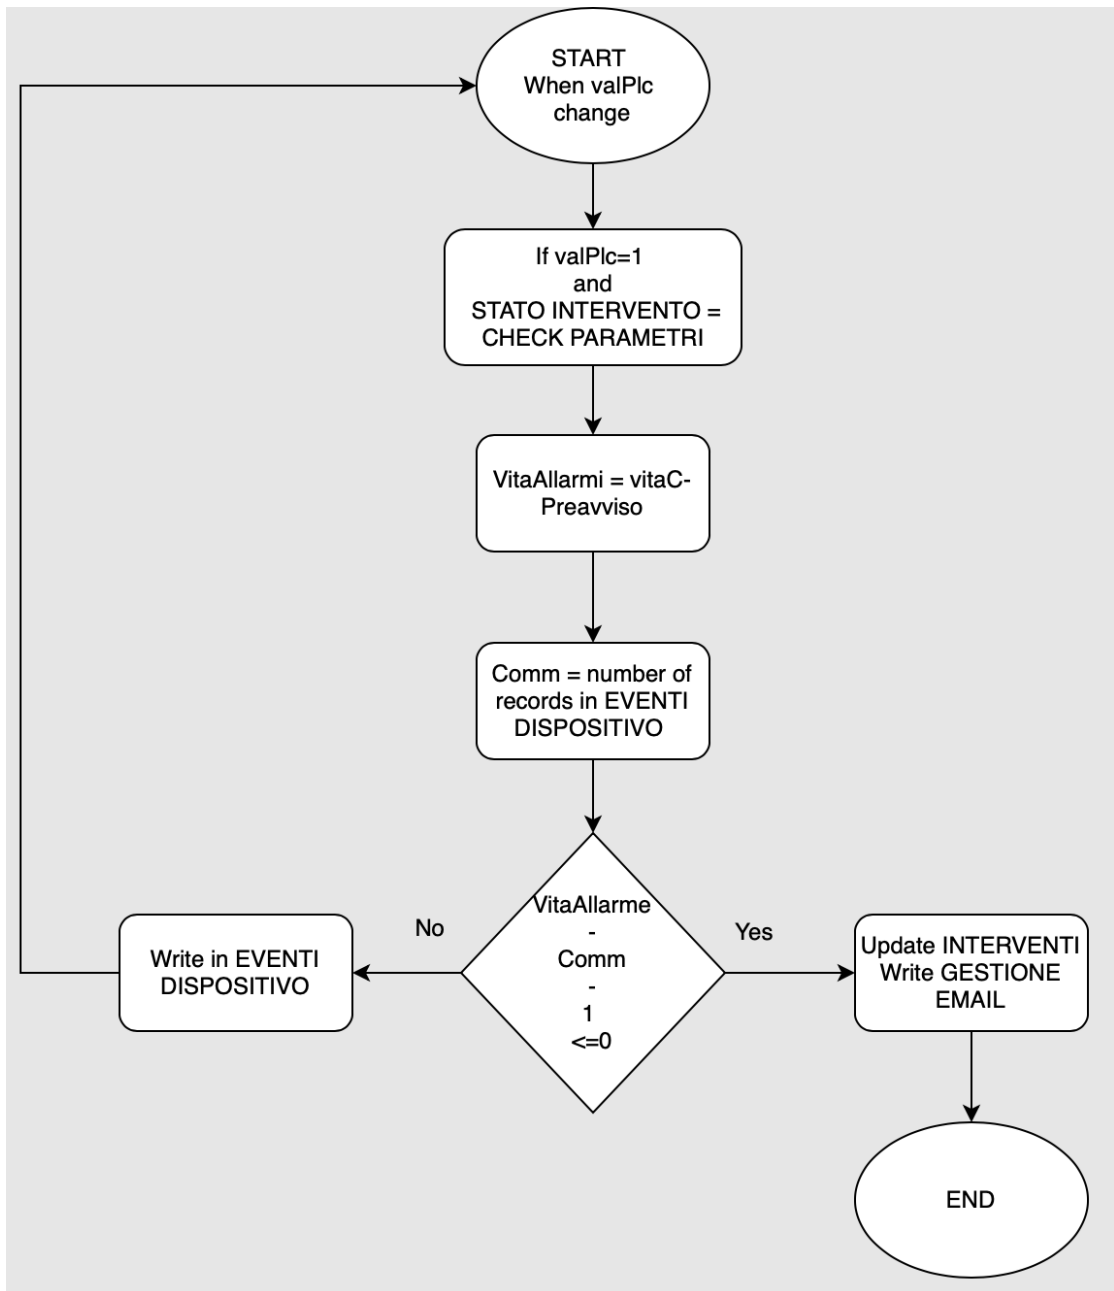 START
When valPlc
change
If valPlc=1
and
STATO INTERVENTO =
CHECK PARAMETRI
VitaAllarmi = vitaC-
Preavviso
Comm = number of
records in EVENTI
DISPOSITIVO
VitaAllarme
-
Comm
-
1
<=0
No
Yes
Write in EVENTI
DISPOSITIVO
Update INTERVENTI
Write GESTIONE
EMAIL
END